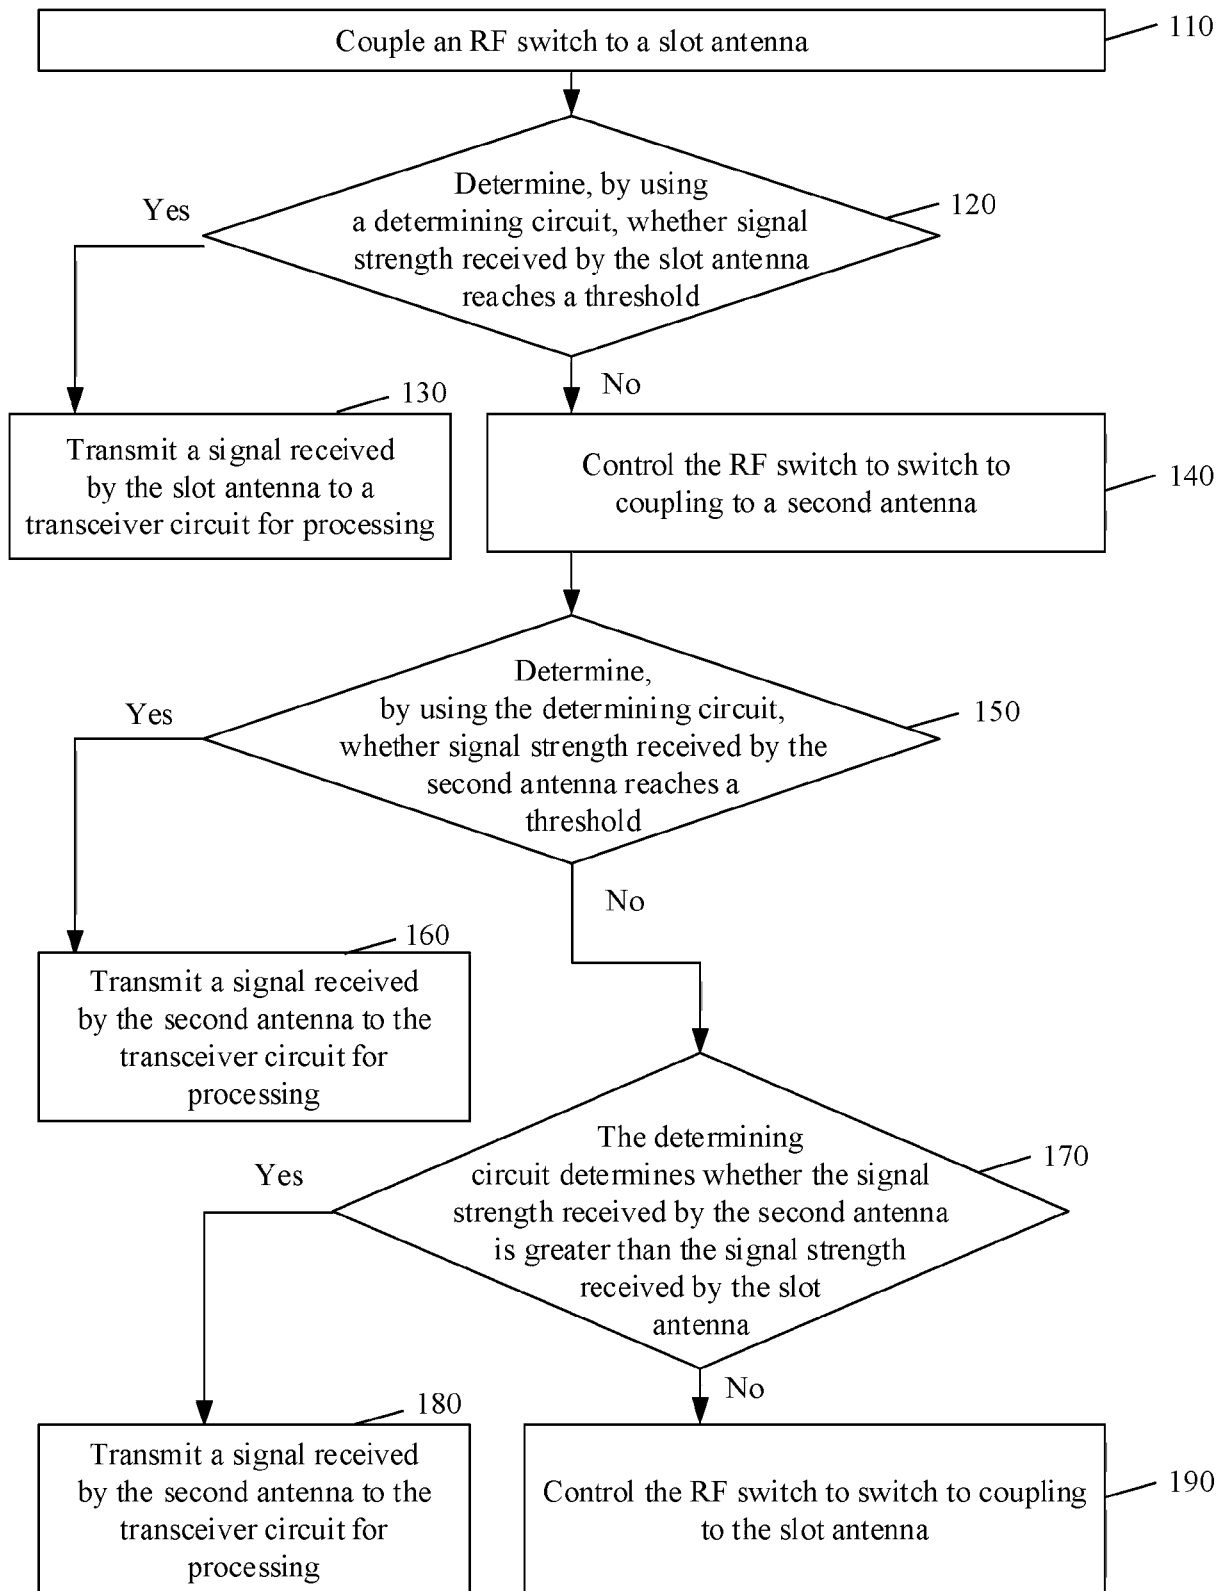 Couple an RF switch to a slot antenna
110
Determine, by using
a determining circuit, whether signal
strength received by the slot antenna
reaches a threshold
120
Yes
No
130
Transmit a signal received
by the slot antenna to a
transceiver circuit for processing
Control the RF switch to switch to
coupling to a second antenna
140
Determine,
by using the determining circuit,
whether signal strength received by the
second antenna reaches a
threshold
150
Yes
No
160
Transmit a signal received
by the second antenna to the
transceiver circuit for
processing
The determining
circuit determines whether the signal
strength received by the second antenna
is greater than the signal strength
received by the slot
antenna
170
Yes
No
180
Transmit a signal received
by the second antenna to the
transceiver circuit for
processing
Control the RF switch to switch to coupling
to the slot antenna
190